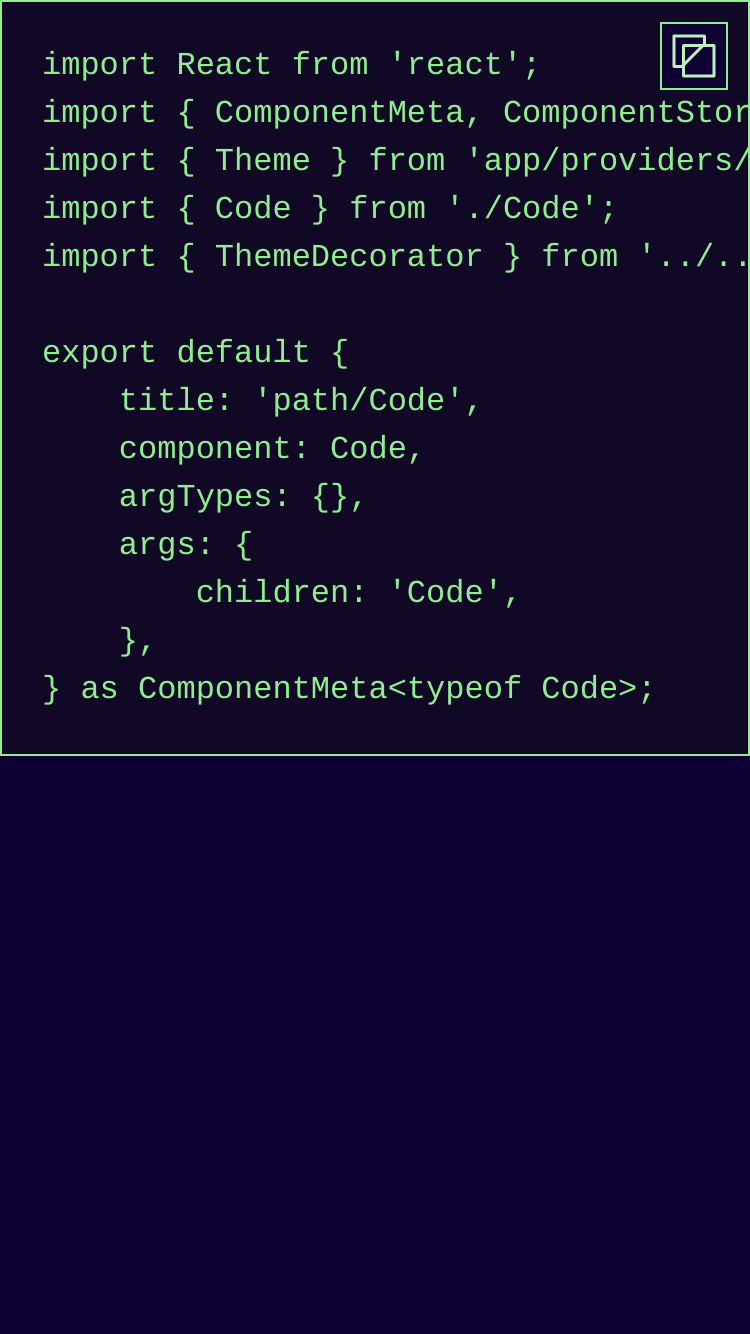 import React from 'react';
import { ComponentMeta, ComponentStor
import { Theme } from 'app/providers/
import { Code } from './Code';
import { ThemeDecorator } from '../..
export default {
    title: 'path/Code',
    component: Code,
    argTypes: {},
    args: {
        children: 'Code',
    },
} as ComponentMeta<typeof Code>;